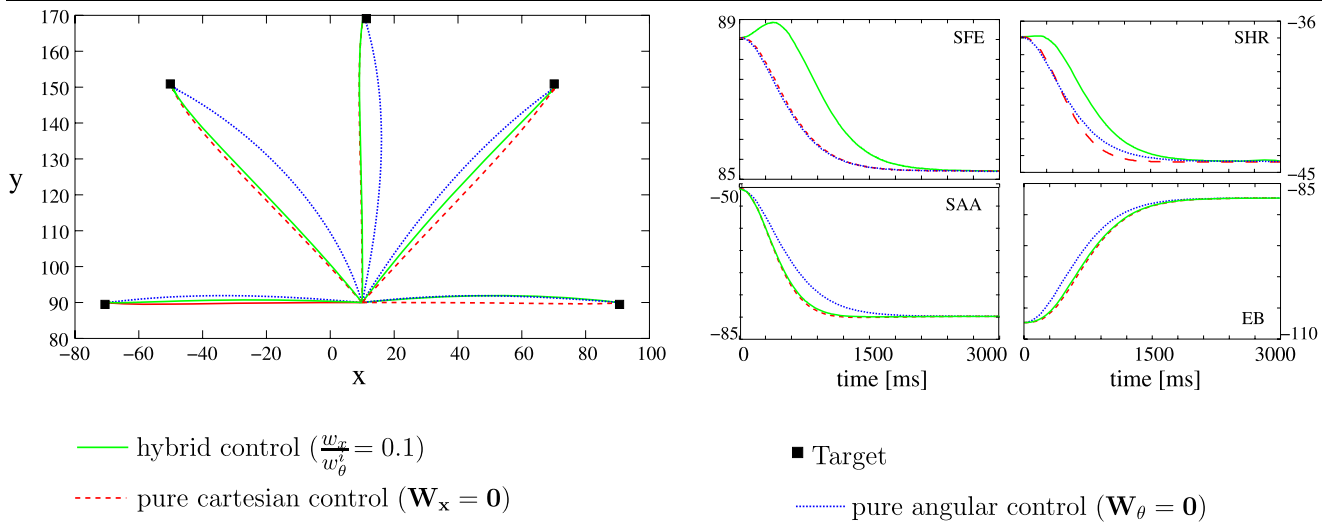 170
160
150
140
130
120
110
100
90
80
y
−80
−60
−40
−20
0
20
40
60
80
100
x
89
85
SFE
−36
−45
SHR
−50
−85
SAA
0
1500
3000
time [ms]
−85
−110
EB
0
1500
3000
time [ms]
hybrid control (w_x/w_θ^i = 0.1)
pure cartesian control (W_x = 0)
Target
pure angular control (W_θ = 0)